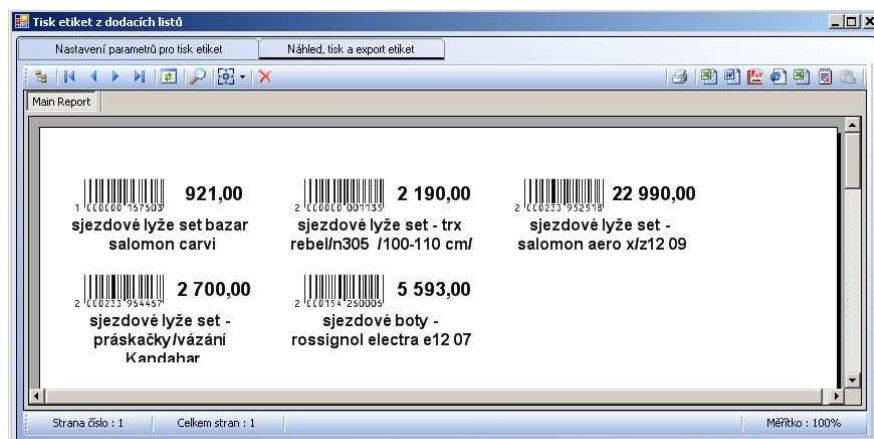 Tisk etiket z dodacích listů
Nastavení parametrů pro tisk etiket
Náhled, tisk a export etiket
Main Report
921,00
sjezdové lyže set bazar
salomon carvi
2 190,00
sjezdové lyže set - trx
rebel/n305 /100-110 cm/
22 990,00
sjezdové lyže set -
salomon aero x/z12 09
2 700,00
sjezdové lyže set -
práskačky/vázání
Kandahar
5 593,00
sjezdové boty -
rossignol electra e12 07
Strana číslo : 1
Celkem stran : 1
Měřítko : 100%